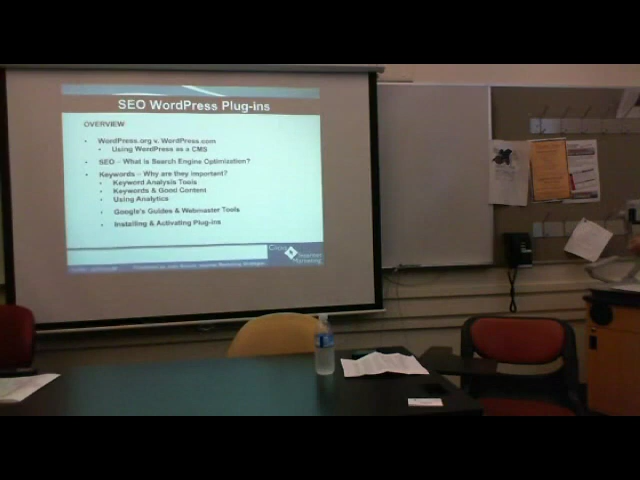 SEO WordPress Plug-ins
OVERVIEW
• WordPress.org v. WordPress.com
• Using WordPress as a CMS
• SEO – What is Search Engine Optimization?
• Keywords – Why are they important?
• Keyword Analysis Tools
• Keywords & Good Content
• Using Analytics
• Google's Guides & Webmaster Tools
• Installing & Activating Plug-ins
Internet
Marketing